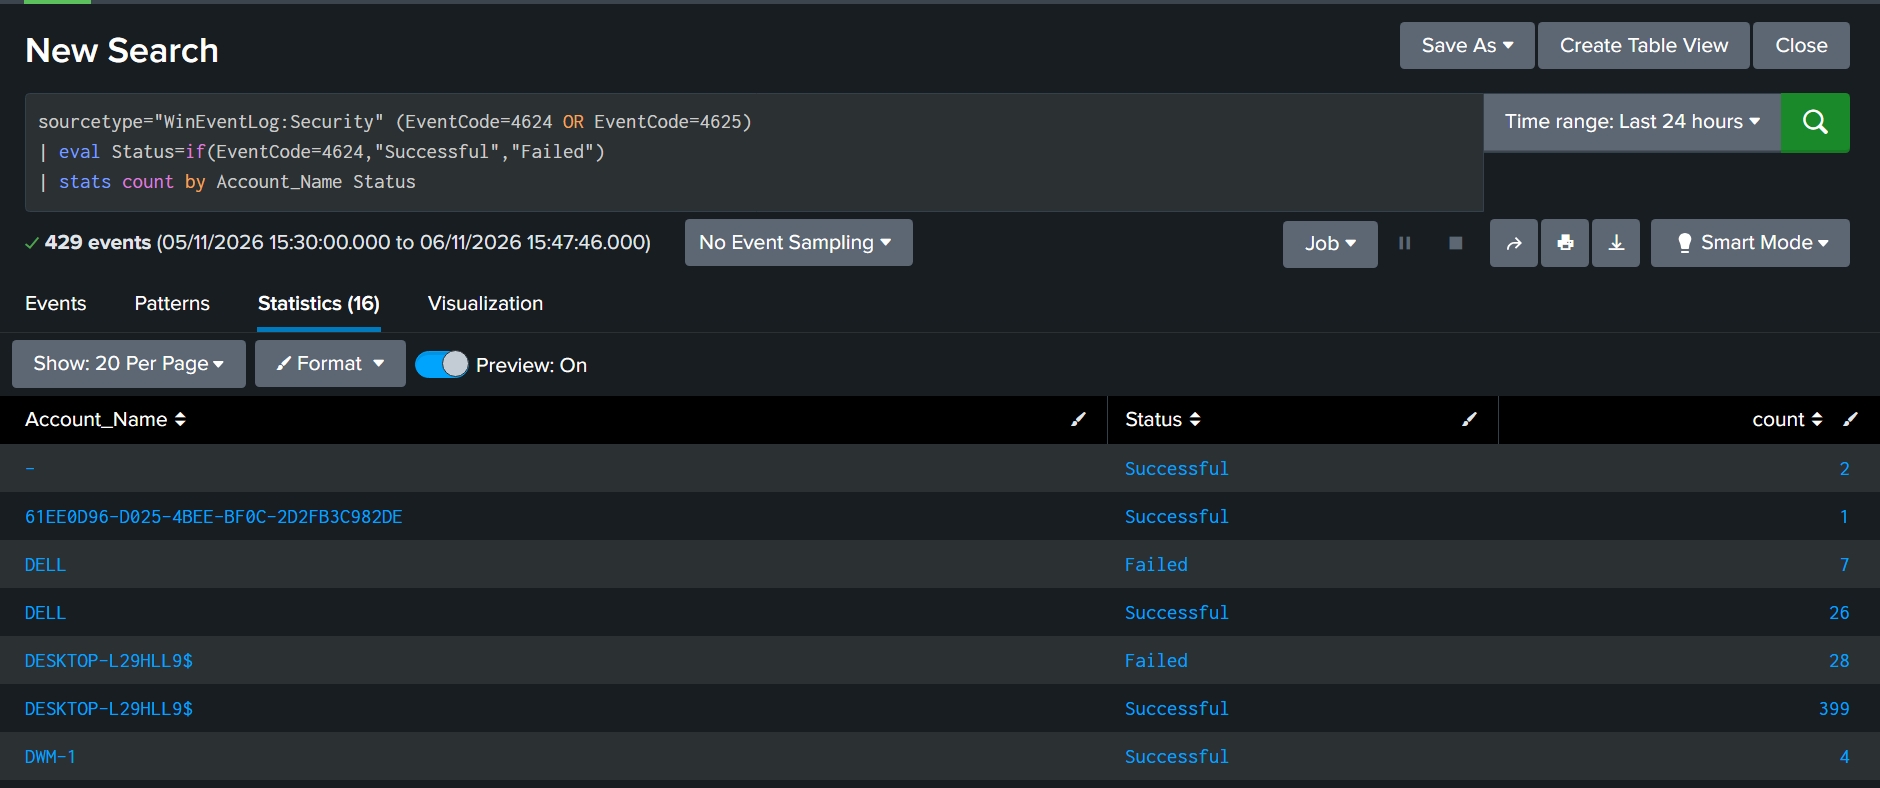 New Search
Save As
Create Table View
Close
sourcetype="WinEventLog:Security" (EventCode=4624 OR EventCode=4625)
| eval Status=if(EventCode=4624,"Successful","Failed")
| stats count by Account_Name Status
Time range: Last 24 hours
429 events (05/11/2026 15:30:00.000 to 06/11/2026 15:47:46.000)
No Event Sampling
Job
Smart Mode
Events
Patterns
Statistics (16)
Visualization
Show: 20 Per Page
Format
Preview: On
Account_Name Status count
- Successful 2
61EE0D96-D025-4BEE-BF0C-2D2FB3C982DE Successful 1
DELL Failed 7
DELL Successful 26
DESKTOP-L29HLL9$ Failed 28
DESKTOP-L29HLL9$ Successful 399
DWM-1 Successful 4